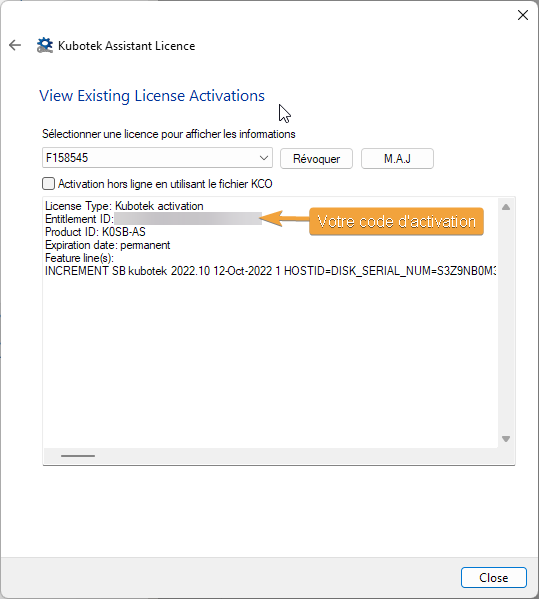 Kubotek Assistant Licence
View Existing License Activations
Sélectionner une licence pour afficher les informations
F158545
Révoquer
M.A.J
Activation hors ligne en utilisant le fichier KCO
License Type: Kubotek activation
Entitlement ID:
Votre code d'activation
Product ID: K0SB-AS
Expiration date: permanent
Feature line(s):
INCREMENT SB kubotek 2022.10 12-Oct-2022 1 HOSTID=DISK_SERIAL_NUM=S3Z9NB0M3
Close